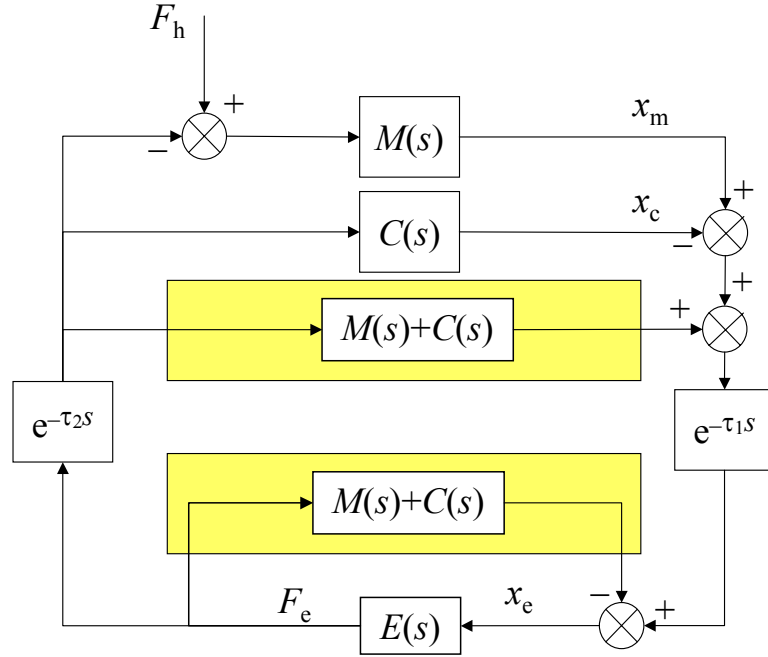 F_h
+
−
M(s)
x_m
+
C(s)
x_c
−
+
M(s)+C(s)
+
e^{−τ_2 s}
e^{−τ_1 s}
M(s)+C(s)
−
F_e
E(s)
x_e
+